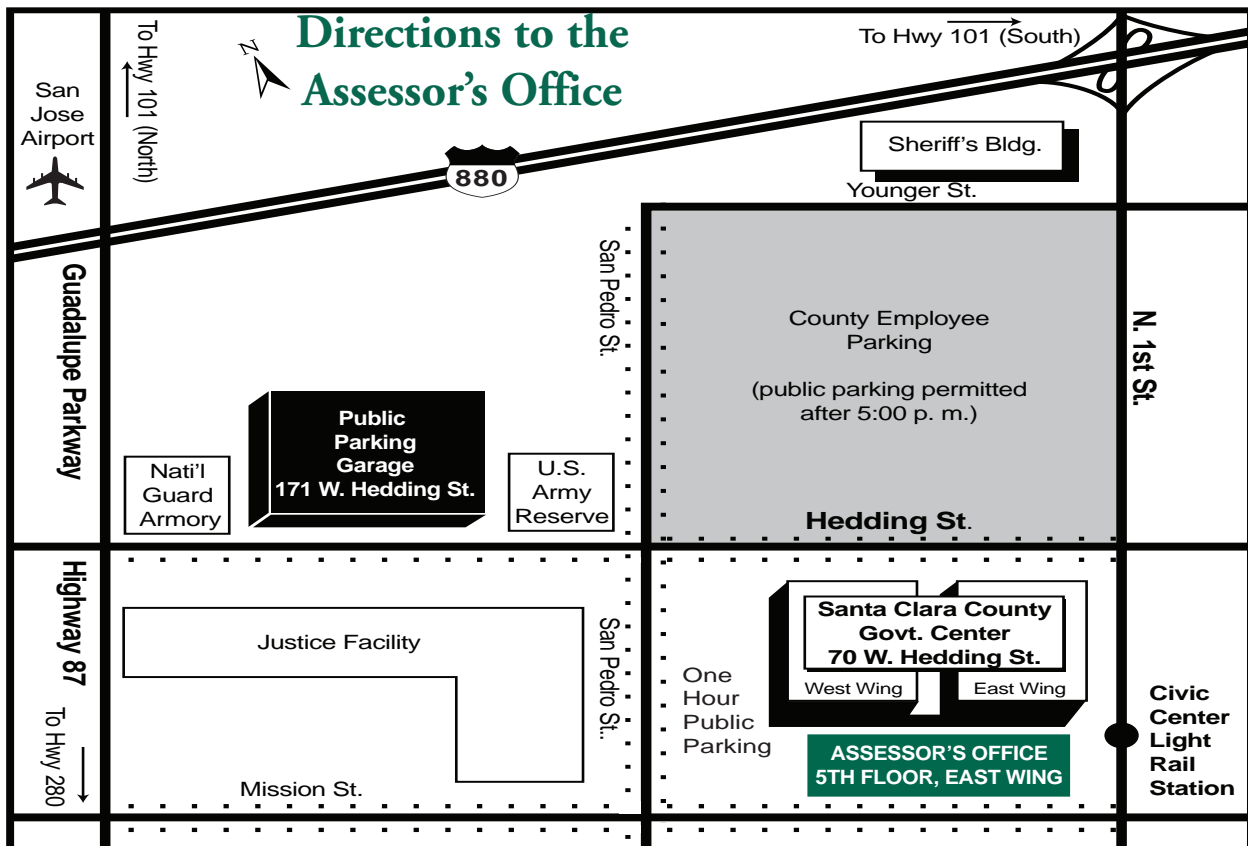 Directions to the
Assessor's Office
N
To Hwy 101 (North)
To Hwy 101 (South)
San
Jose
Airport
880
Sheriff's Bldg.
Younger St.
San Pedro St.
Guadalupe Parkway
County Employee
Parking
(public parking permitted
after 5:00 p. m.)
N. 1st St.
Public
Parking
Garage
171 W. Hedding St.
Nati'l
Guard
Armory
U.S.
Army
Reserve
Hedding St.
Highway 87
To Hwy 280
Justice Facility
San Pedro St..
Mission St.
One
Hour
Public
Parking
Santa Clara County
Govt. Center
70 W. Hedding St.
West Wing
East Wing
ASSESSOR'S OFFICE
5TH FLOOR, EAST WING
Civic
Center
Light
Rail
Station